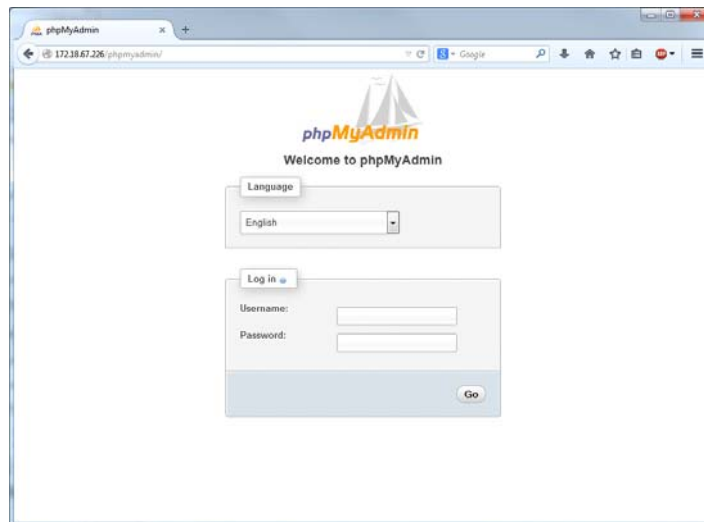 phpMyAdmin
172.18.67.226/phpmyadmin/
Google
phpMyAdmin
Welcome to phpMyAdmin
Language
English
Log in
Username:
Password:
Go